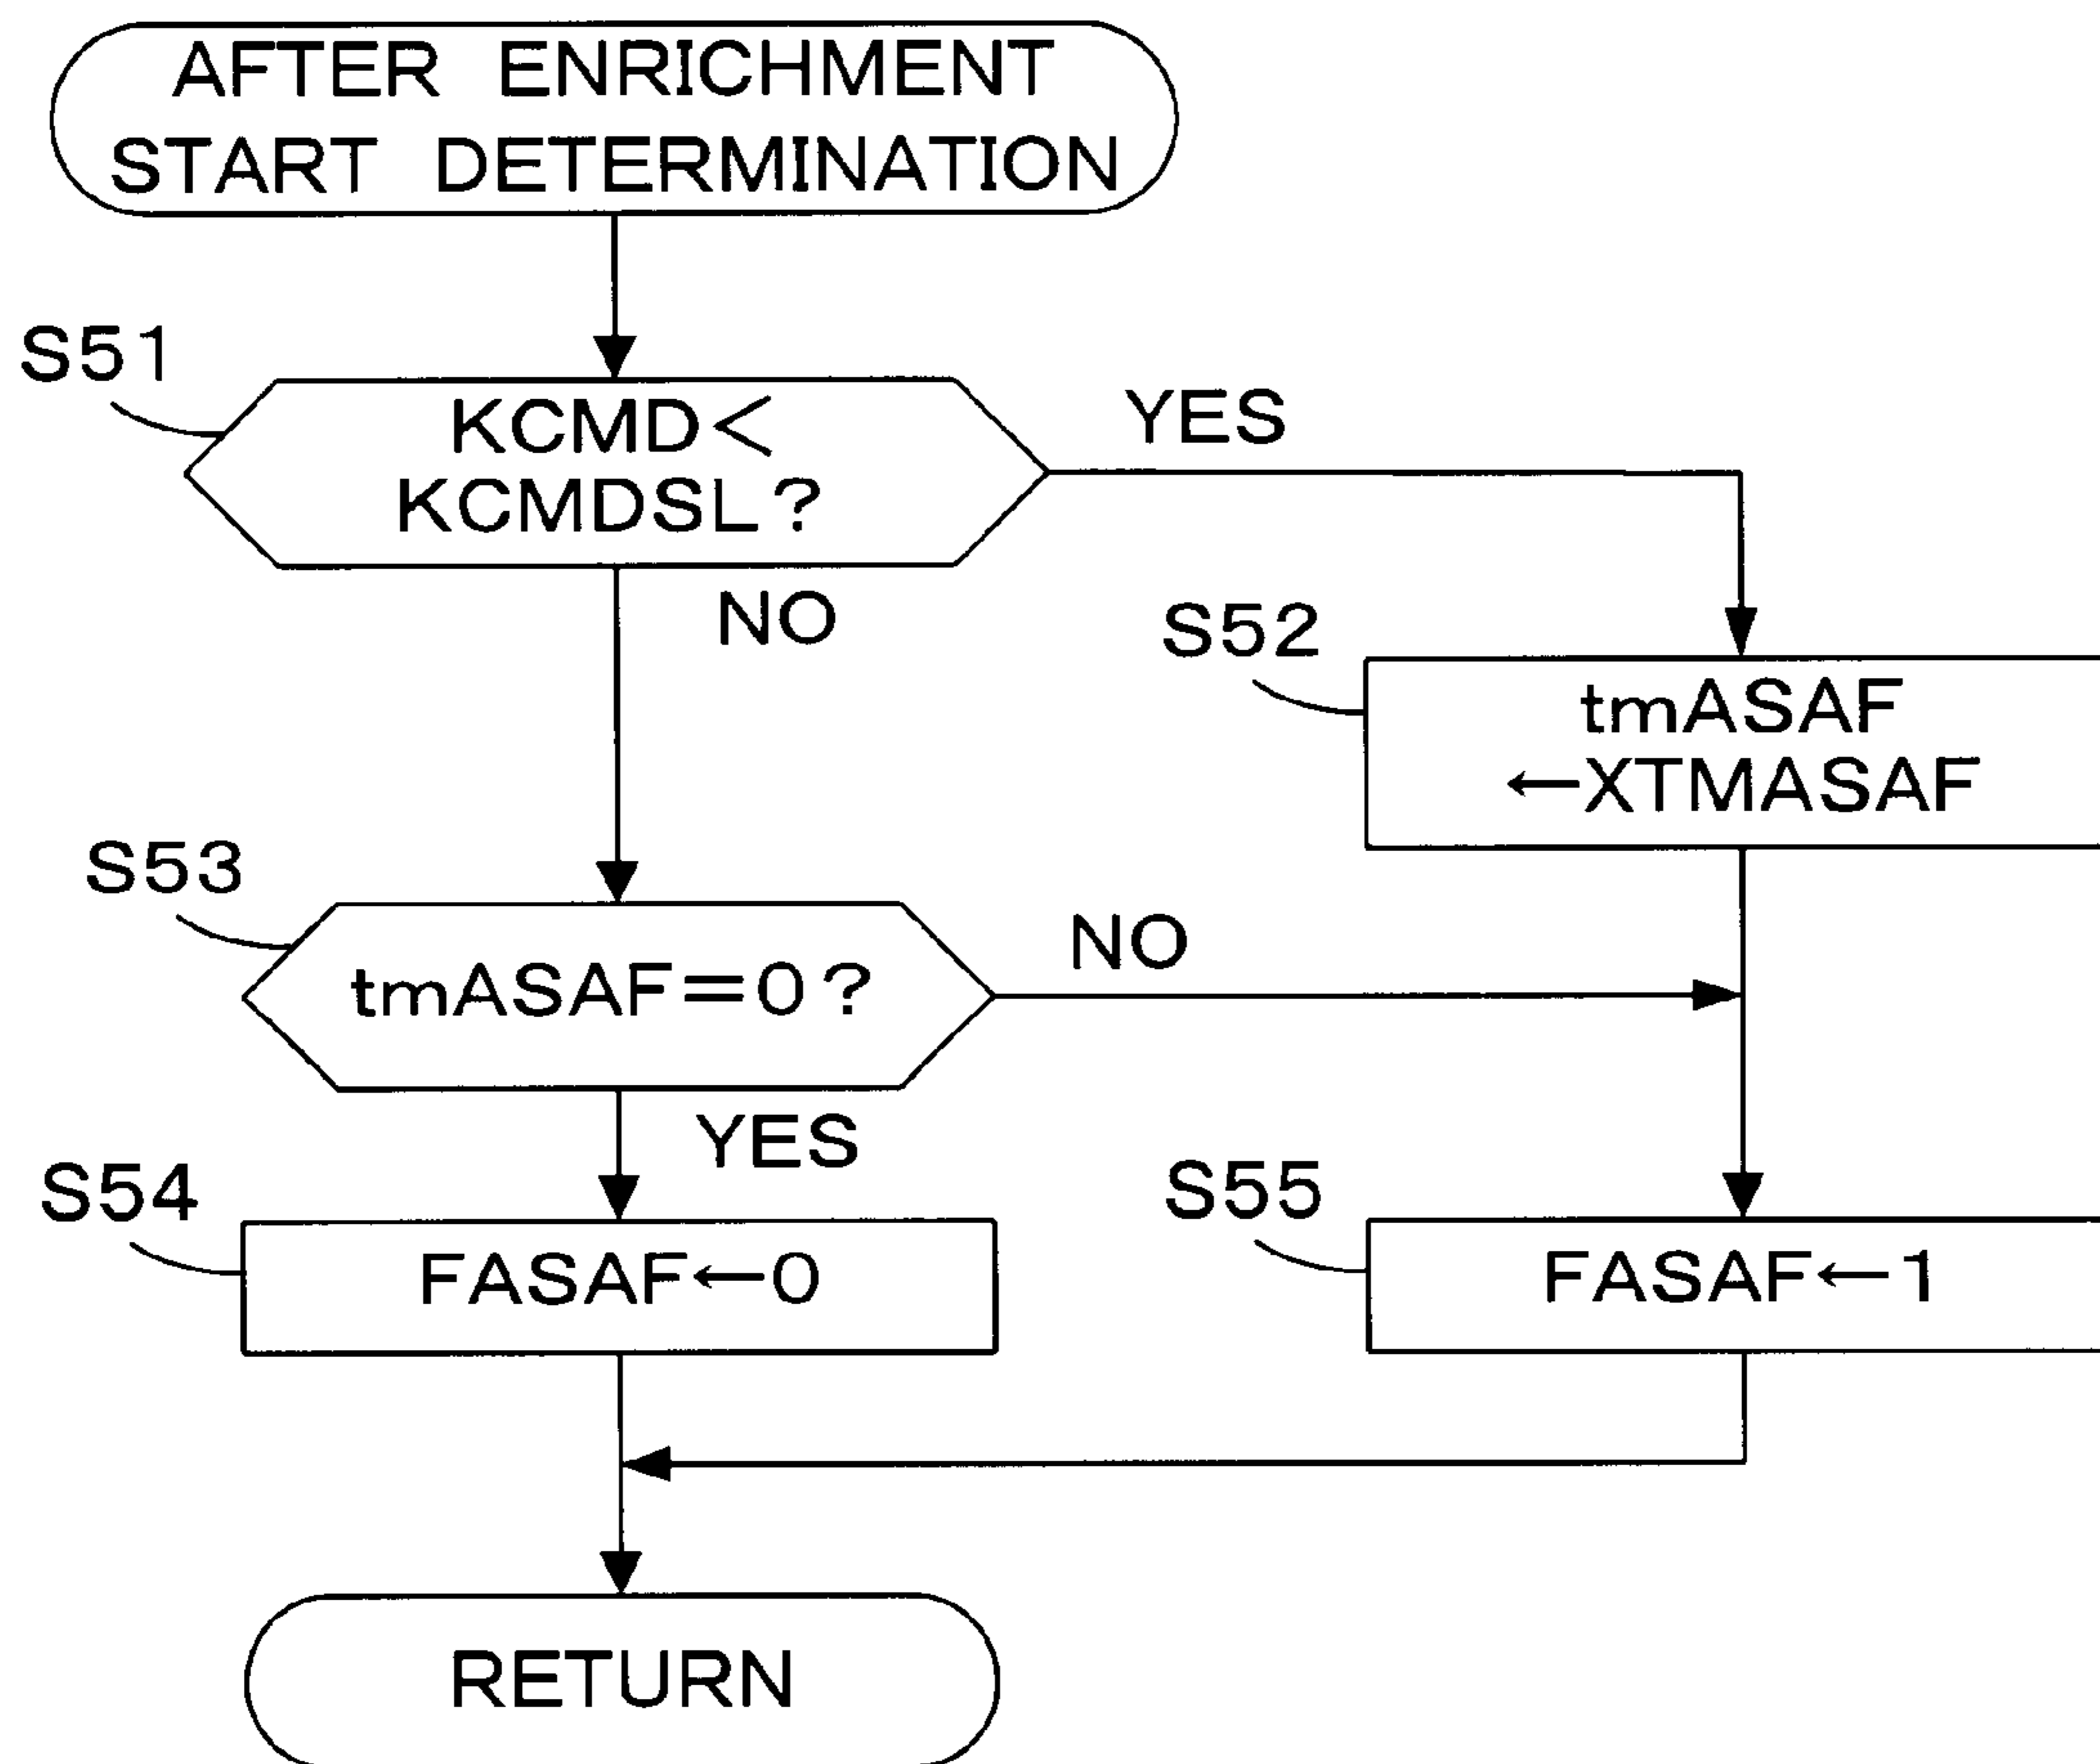 AFTER ENRICHMENT
START DETERMINATION
S51
KCMD<
KCMDSL?
YES
NO
S52
tmASAF
←XTMASAF
S53
tmASAF=0?
NO
YES
S54
FASAF←0
S55
FASAF←1
RETURN